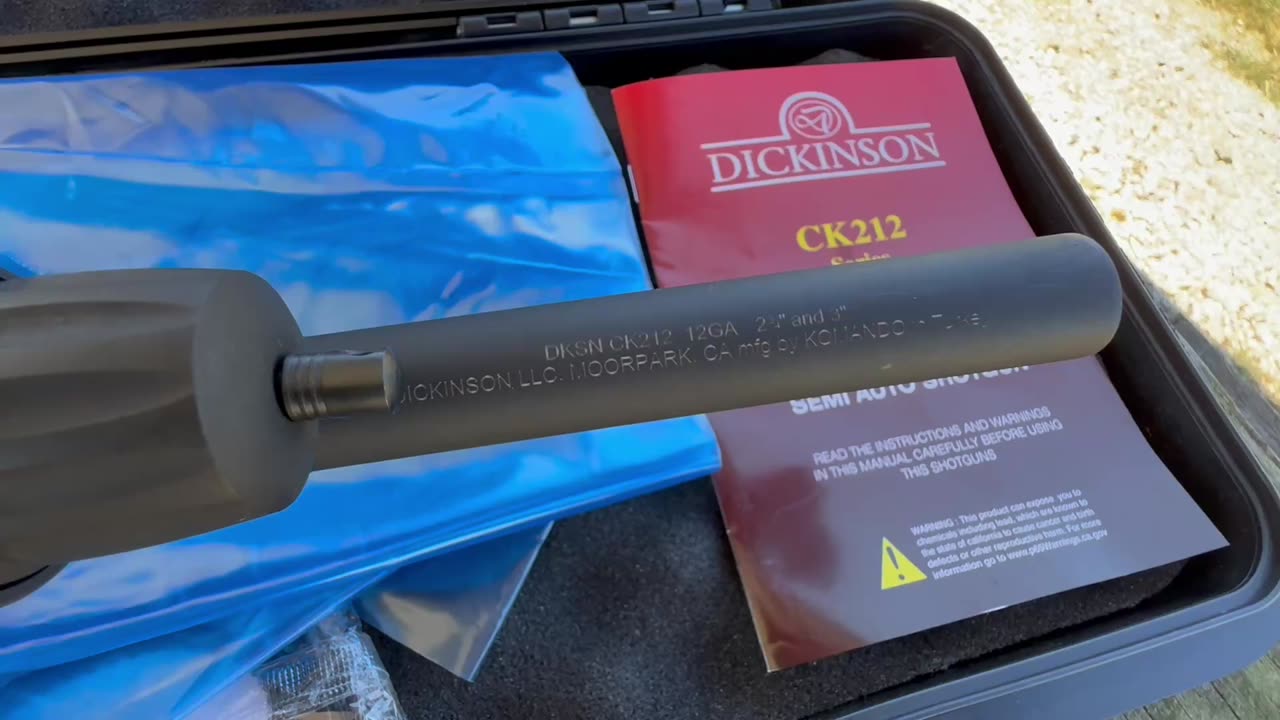 DICKINSON
CK212
Series
DKSN CK212 12GA 2¾" and 3"
DICKINSON LLC. MOORPARK, CA mfg by KOMANDO in Turkey
SEMI AUTO SHOTGUN
READ THE INSTRUCTIONS AND WARNINGS
IN THIS MANUAL CAREFULLY BEFORE USING
THIS SHOTGUNS
WARNING : This product can expose you to
chemicals including lead, which are known to
the state of california to cause cancer and birth
defects or other reproductive harm. For more
information go to www.p65Warnings.ca.gov